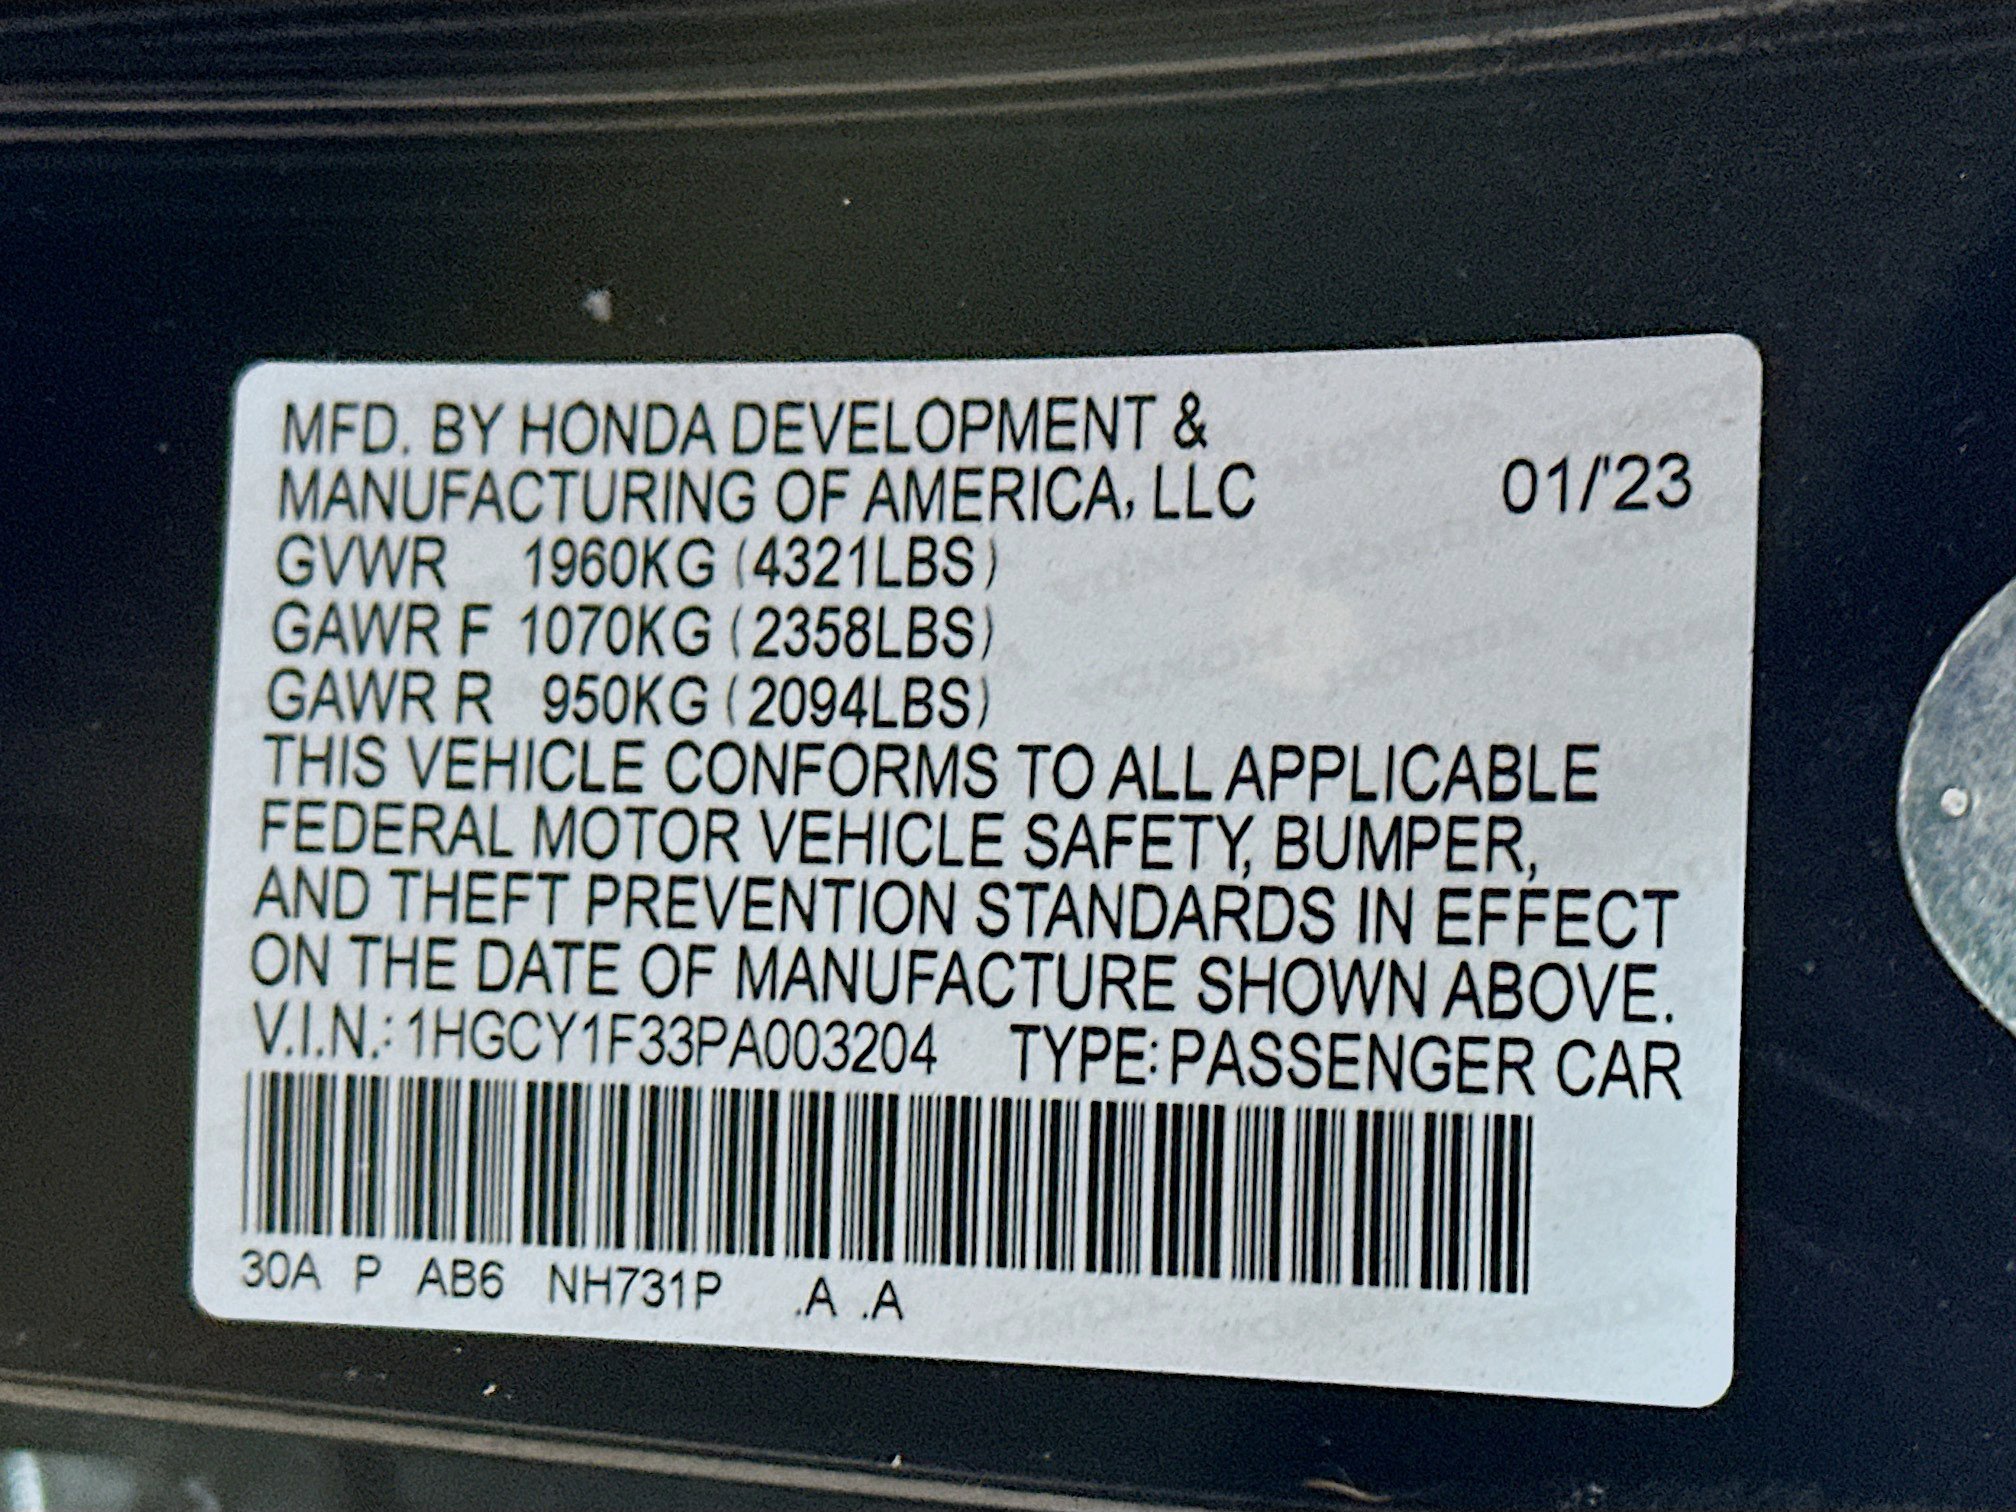 MFD. BY HONDA DEVELOPMENT &
MANUFACTURING OF AMERICA, LLC 01/'23
GVWR 1960KG (4321LBS)
GAWR F 1070KG (2358LBS)
GAWR R 950KG (2094LBS)
THIS VEHICLE CONFORMS TO ALL APPLICABLE
FEDERAL MOTOR VEHICLE SAFETY, BUMPER,
AND THEFT PREVENTION STANDARDS IN EFFECT
ON THE DATE OF MANUFACTURE SHOWN ABOVE.
V.I.N.: 1HGCY1F33PA003204 TYPE: PASSENGER CAR
30A P AB6 NH731P .A .A